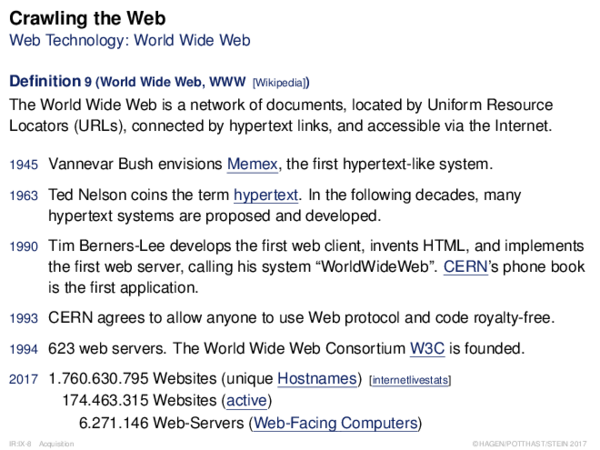 Crawling the Web
Web Technology: World Wide Web
Definition 9 (World Wide Web, WWW [Wikipedia])
The World Wide Web is a network of documents, located by Uniform Resource
Locators (URLs), connected by hypertext links, and accessible via the Internet.
1945 Vannevar Bush envisions Memex, the first hypertext-like system.
1963 Ted Nelson coins the term hypertext. In the following decades, many
hypertext systems are proposed and developed.
1990 Tim Berners-Lee develops the first web client, invents HTML, and implements
the first web server, calling his system “WorldWideWeb”. CERN’s phone book
is the first application.
1993 CERN agrees to allow anyone to use Web protocol and code royalty-free.
1994 623 web servers. The World Wide Web Consortium W3C is founded.
2017 1.760.630.795 Websites (unique Hostnames) [internetlivestats]
174.463.315 Websites (active)
6.271.146 Web-Servers (Web-Facing Computers)
IR:IX-8 Acquisition ©HAGEN/POTTHAST/STEIN 2017